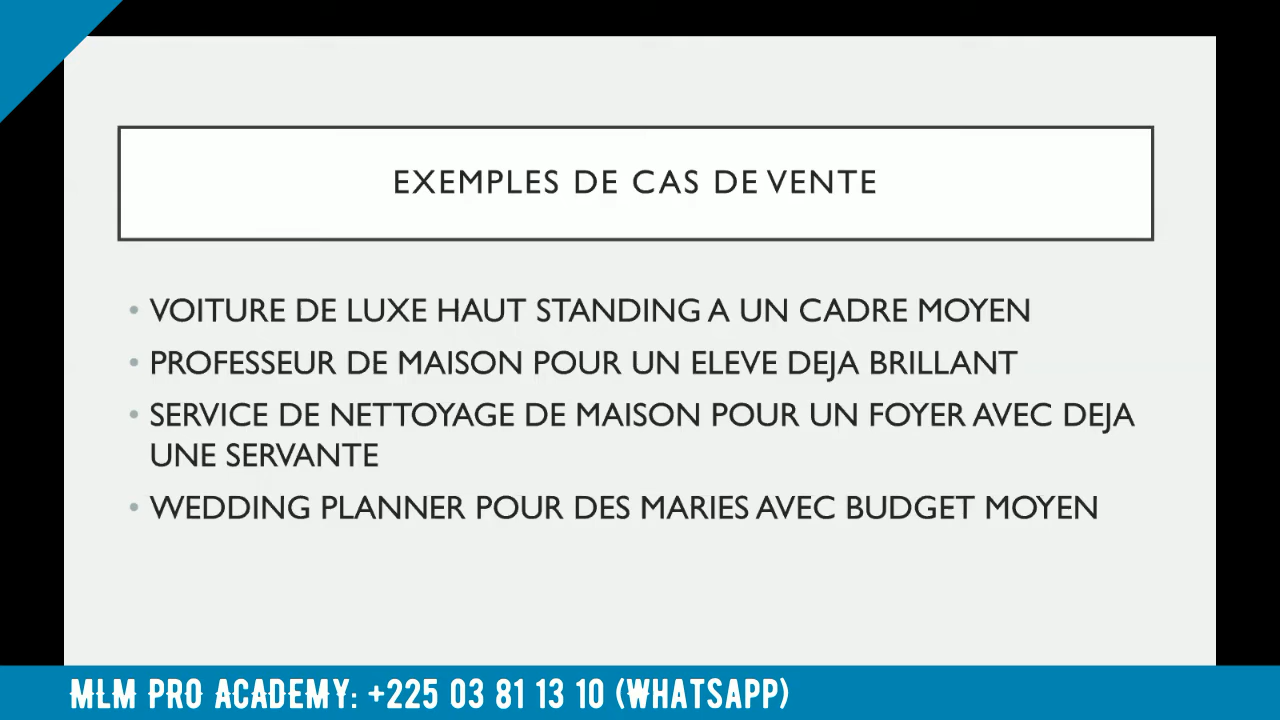 EXEMPLES DE CAS DE VENTE
• VOITURE DE LUXE HAUT STANDING A UN CADRE MOYEN
• PROFESSEUR DE MAISON POUR UN ELEVE DEJA BRILLANT
• SERVICE DE NETTOYAGE DE MAISON POUR UN FOYER AVEC DEJA
UNE SERVANTE
• WEDDING PLANNER POUR DES MARIES AVEC BUDGET MOYEN
MLM PRO ACADEMY: +225 03 81 13 10 (WHATSAPP)